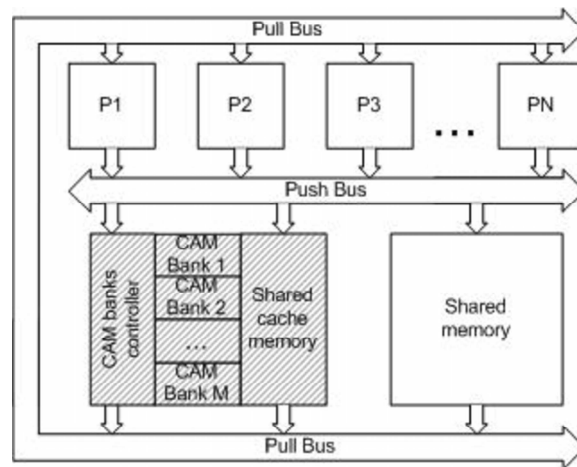 Pull Bus
P1
P2
P3
...
PN
Push Bus
CAM banks
controller
CAM
Bank 1
CAM
Bank 2
...
CAM
Bank M
Shared
cache
memory
Shared
memory
Pull Bus